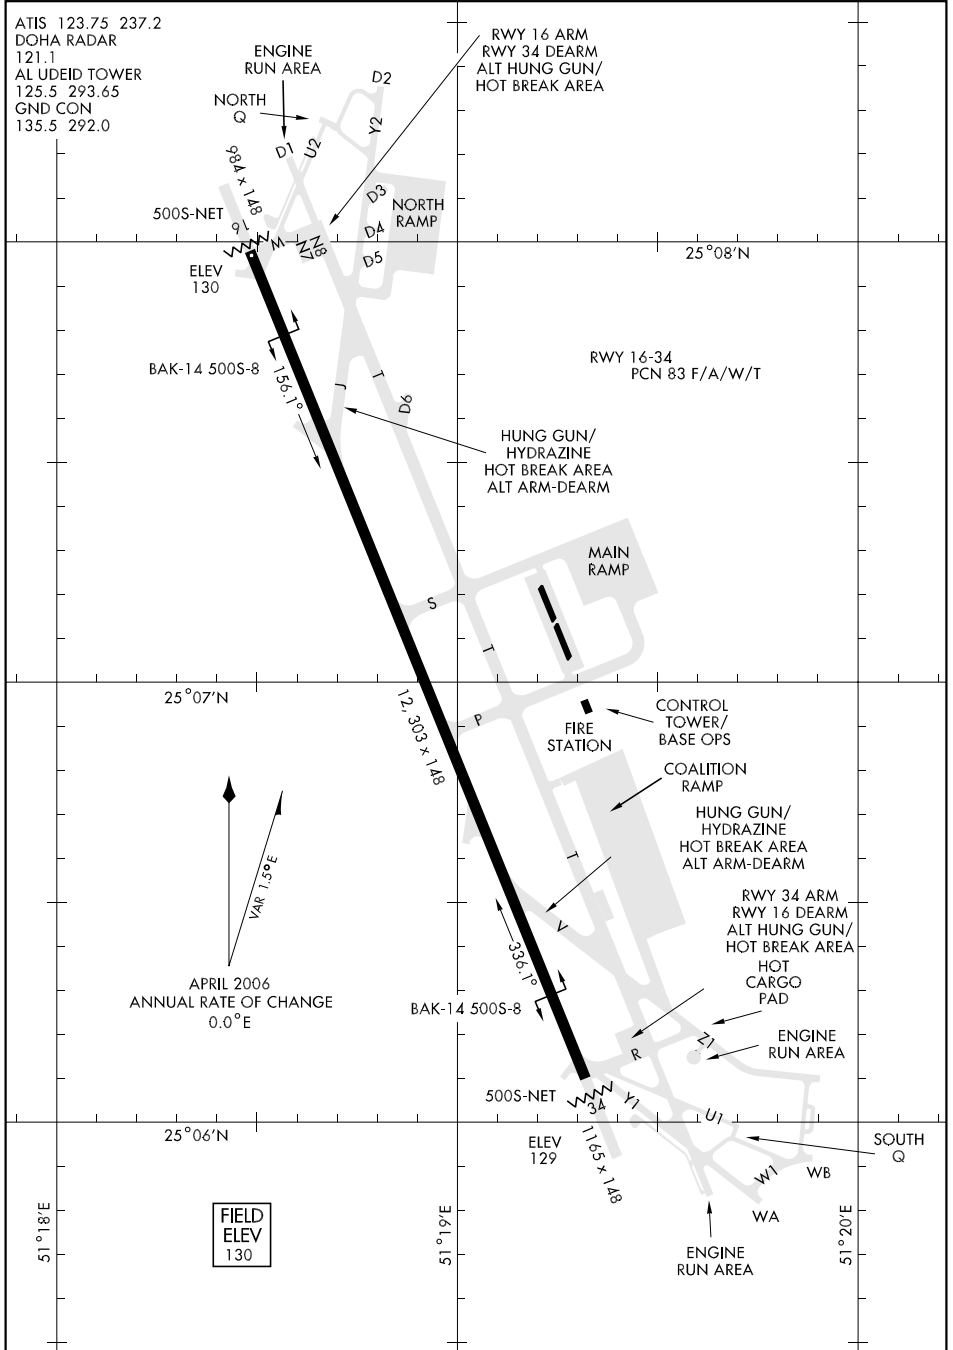 ATIS 123.75 237.2
DOHA RADAR
121.1
AL UDEID TOWER
125.5 293.65
GND CON
135.5 292.0
RWY 16 ARM
RWY 34 DEARM
ALT HUNG GUN/
HOT BREAK AREA
ENGINE
RUN AREA
D2
NORTH
Q
Y2
U2
D1
984 x 148
D3
NORTH
RAMP
500S-NET
16
M
N7
N8
D4
D5
ELEV
130
25°08'N
BAK-14 500S-8
156.1°
J
T
D6
RWY 16-34
PCN 83 F/A/W/T
HUNG GUN/
HYDRAZINE
HOT BREAK AREA
ALT ARM-DEARM
MAIN
RAMP
S
T
25°07'N
12,303 x 148
P
FIRE
STATION
CONTROL
TOWER/
BASE OPS
COALITION
RAMP
HUNG GUN/
HYDRAZINE
HOT BREAK AREA
ALT ARM-DEARM
T
VAR 1.5°E
RWY 34 ARM
RWY 16 DEARM
ALT HUNG GUN/
HOT BREAK AREA
V
336.1°
HOT
CARGO
PAD
APRIL 2006
ANNUAL RATE OF CHANGE
0.0°E
BAK-14 500S-8
Z1
R
ENGINE
RUN AREA
500S-NET
34
Y1
U1
25°06'N
ELEV
129
1165 x 148
SOUTH
Q
W1
WB
WA
FIELD
ELEV
130
51°18'E
51°19'E
51°20'E
ENGINE
RUN AREA